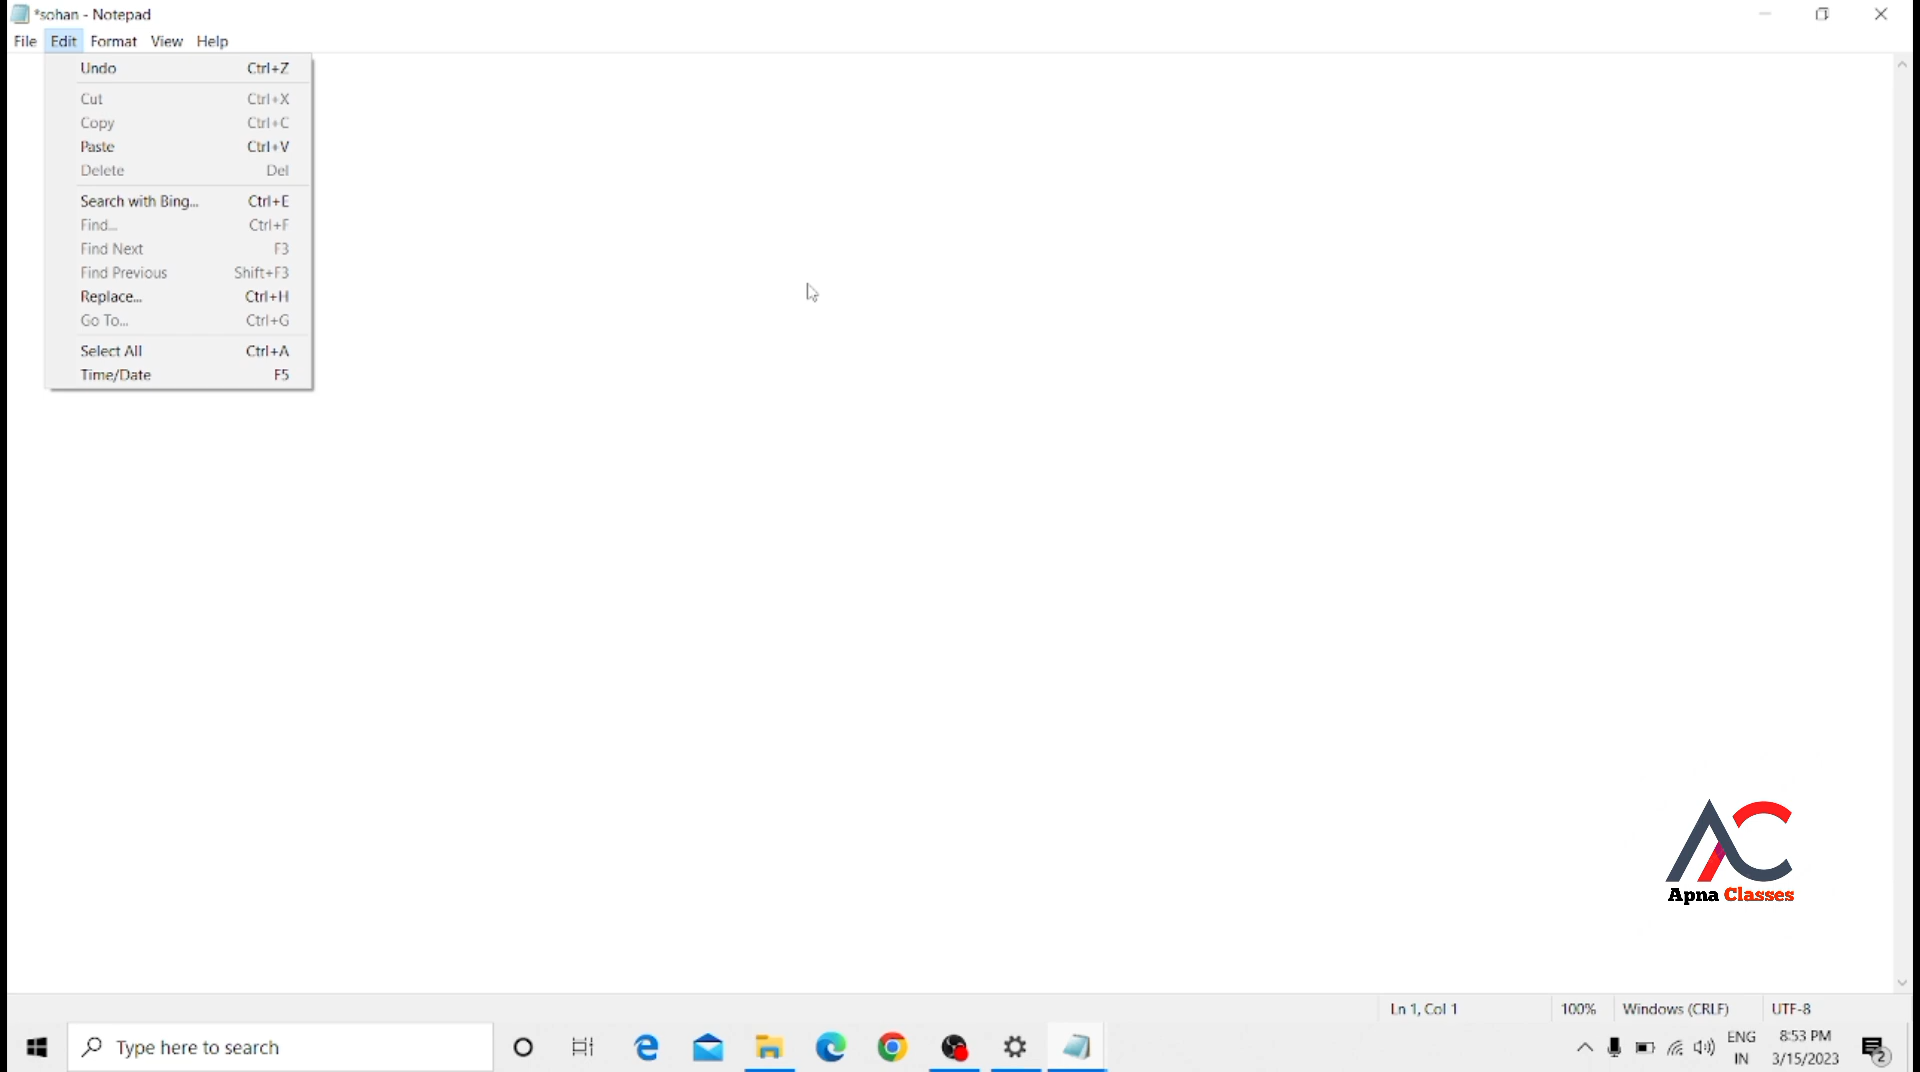 *sohan - Notepad
File Edit Format View Help
Undo Ctrl+Z
Cut Ctrl+X
Copy Ctrl+C
Paste Ctrl+V
Delete Del
Search with Bing... Ctrl+E
Find... Ctrl+F
Find Next F3
Find Previous Shift+F3
Replace... Ctrl+H
Go To... Ctrl+G
Select All Ctrl+A
Time/Date F5
AC
Apna Classes
Ln 1, Col 1 100% Windows (CRLF) UTF-8
Type here to search
ENG
IN
8:53 PM
3/15/2023
2